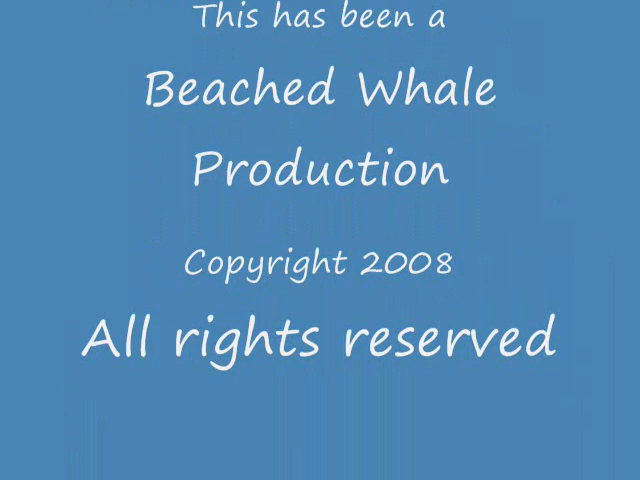 This has been a
Beached Whale
Production
Copyright 2008
All rights reserved